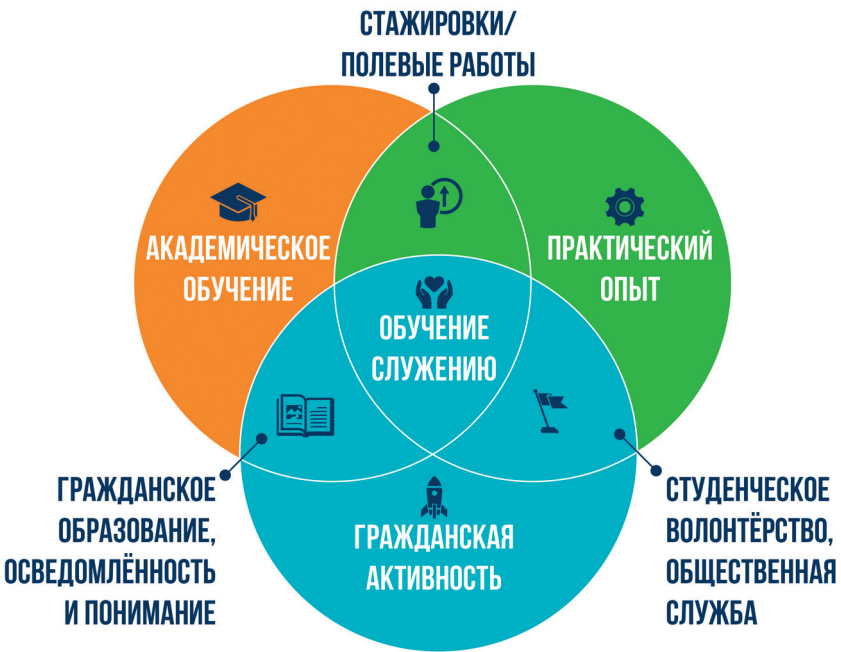 СТАЖИРОВКИ/
ПОЛЕВЫЕ РАБОТЫ
АКАДЕМИЧЕСКОЕ
ОБУЧЕНИЕ
ПРАКТИЧЕСКИЙ
ОПЫТ
ОБУЧЕНИЕ
СЛУЖЕНИЮ
ГРАЖДАНСКОЕ
ОБРАЗОВАНИЕ,
ОСВЕДОМЛЁННОСТЬ
И ПОНИМАНИЕ
ГРАЖДАНСКАЯ
АКТИВНОСТЬ
СТУДЕНЧЕСКОЕ
ВОЛОНТЁРСТВО,
ОБЩЕСТВЕННАЯ
СЛУЖБА